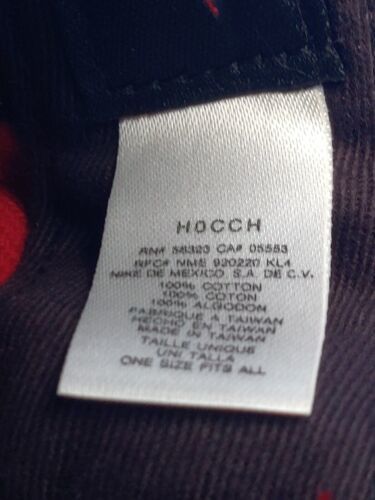 H0CCH
RN# 56323 CA# 05553
RFC# NME 920220 KL4
NIKE DE MEXICO, S.A. DE C.V.
100% COTTON
100% COTON
100% ALGODON
FABRIQUE A TAIWAN
HECHO EN TAIWAN
MADE IN TAIWAN
TAILLE UNIQUE
UNI TALLA
ONE SIZE FITS ALL